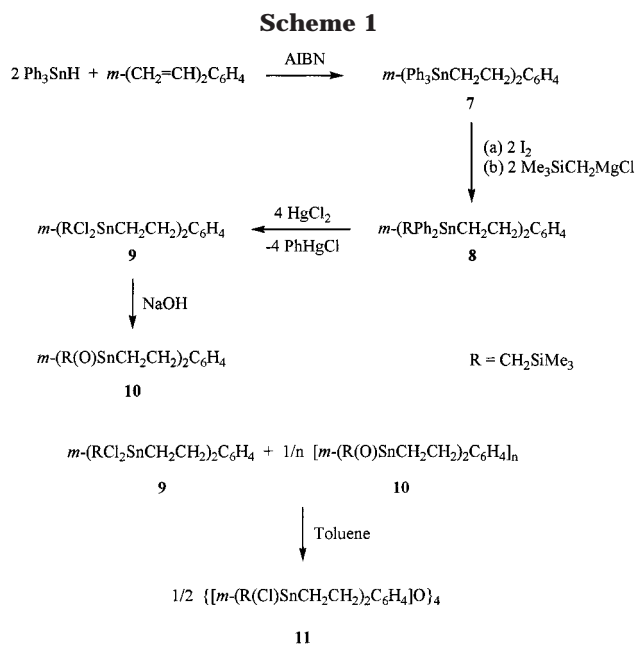 Scheme 1
2 Ph₃SnH + m-(CH₂=CH)₂C₆H₄
AIBN
m-(Ph₃SnCH₂CH₂)₂C₆H₄
7
(a) 2 I₂
(b) 2 Me₃SiCH₂MgCl
m-(RCl₂SnCH₂CH₂)₂C₆H₄
9
4 HgCl₂
-4 PhHgCl
m-(RPh₂SnCH₂CH₂)₂C₆H₄
8
NaOH
m-(R(O)SnCH₂CH₂)₂C₆H₄
10
R = CH₂SiMe₃
m-(RCl₂SnCH₂CH₂)₂C₆H₄ + 1/n [m-(R(O)SnCH₂CH₂)₂C₆H₄]ₙ
9 10
Toluene
1/2 {[m-(R(Cl)SnCH₂CH₂)₂C₆H₄]O}₄
11